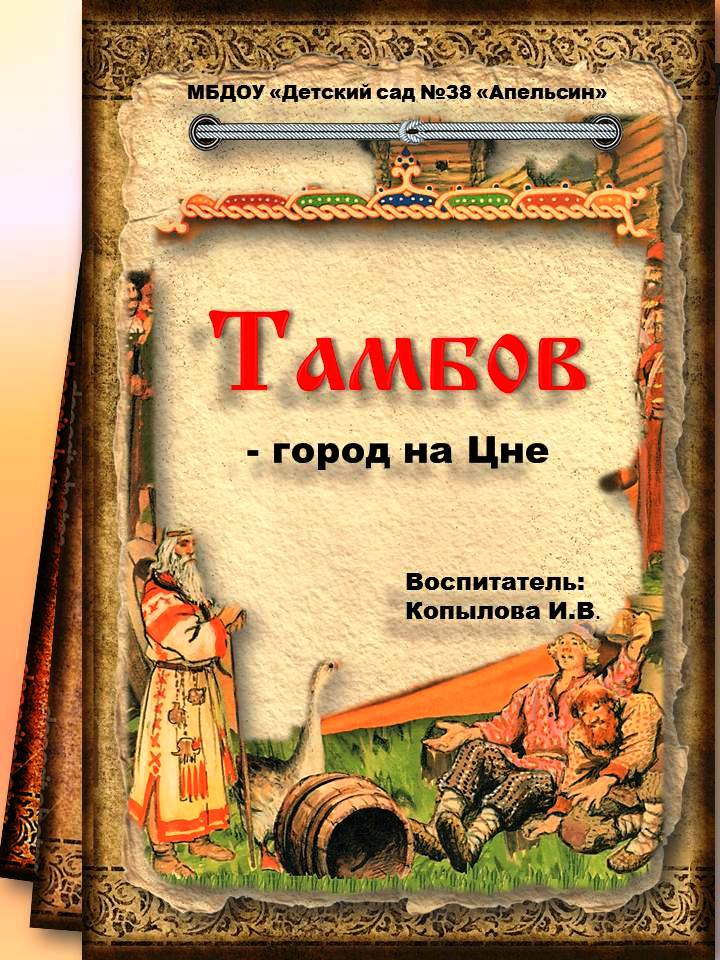 МБДОУ «Детский сад №38 «Апельсин»
Тамбов
- город на Цне
Воспитатель:
Копылова И.В.